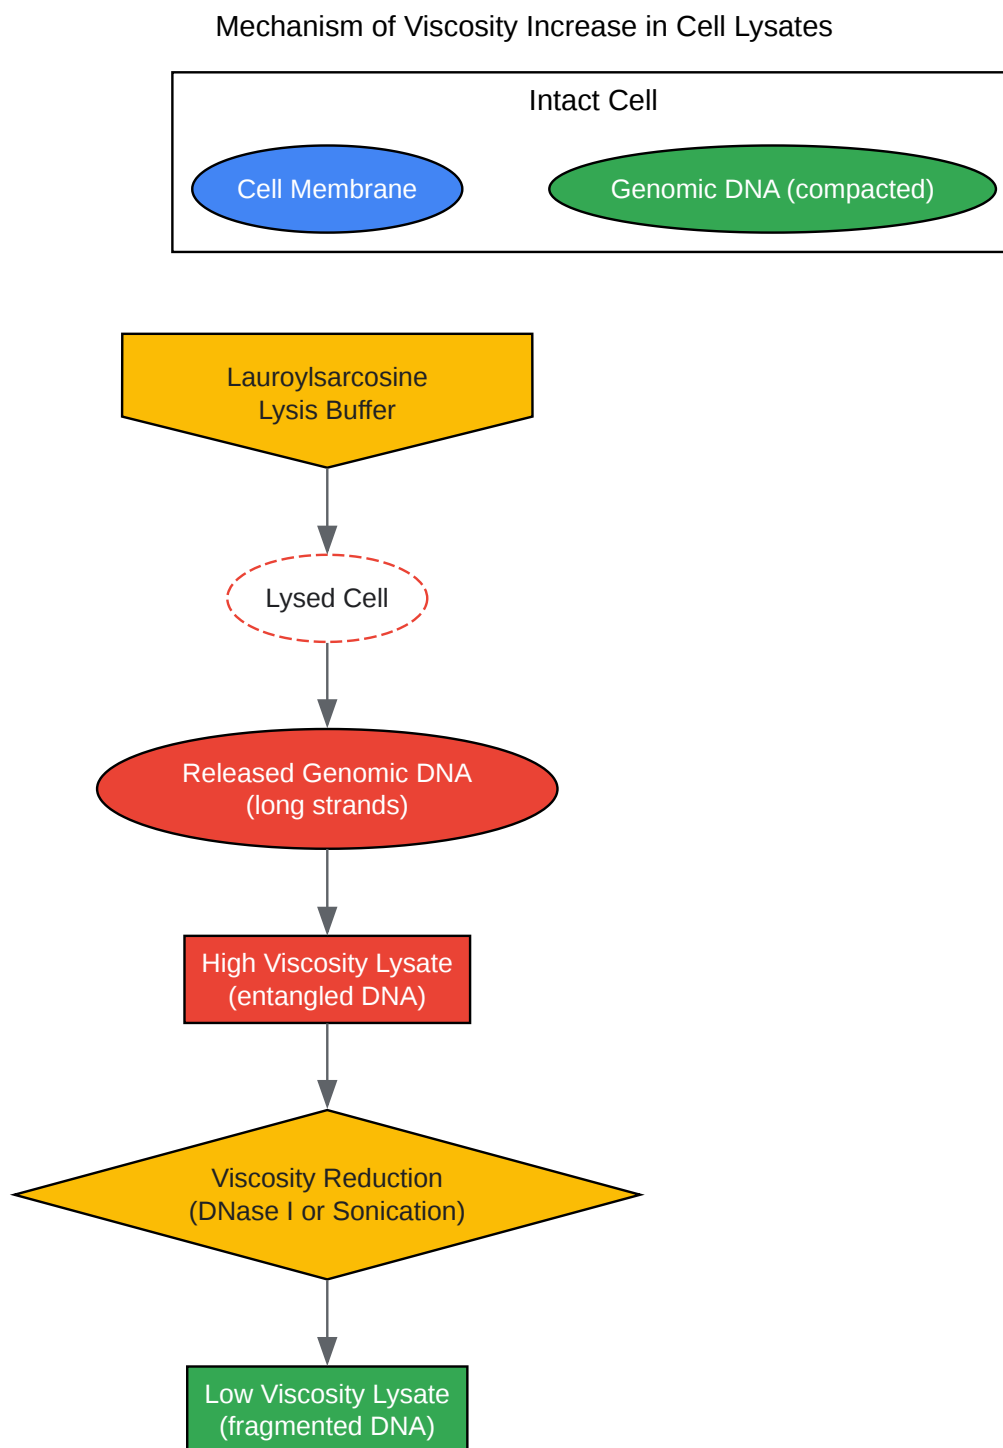 Mechanism of Viscosity Increase in Cell Lysates
Intact Cell
Cell Membrane
Genomic DNA (compacted)
Lauroylsarcosine
Lysis Buffer
Lysed Cell
Released Genomic DNA
(long strands)
High Viscosity Lysate
(entangled DNA)
Viscosity Reduction
(DNase I or Sonication)
Low Viscosity Lysate
(fragmented DNA)